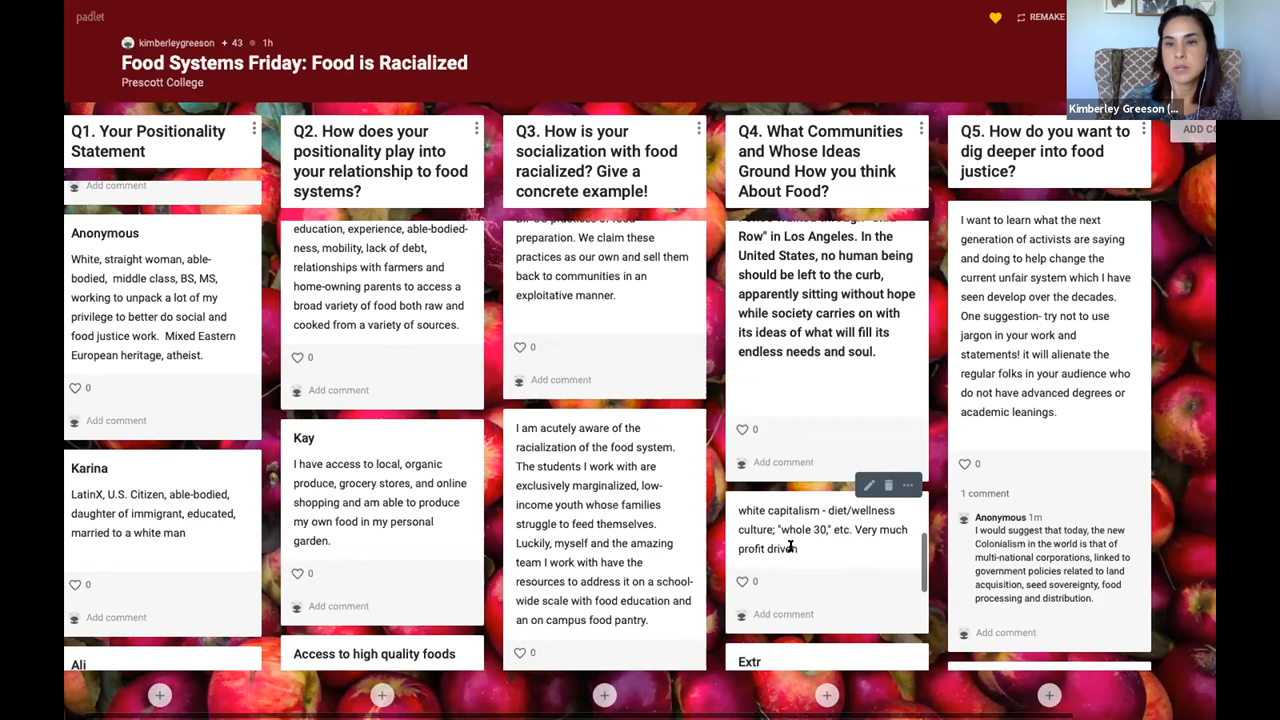 padlet
REMAKE
kimberleygreeson + 43 1h
Food Systems Friday: Food is Racialized
Prescott College
Kimberley Greeson (...
ADD CO
Q1. Your Positionality
Statement
Add comment
Anonymous
White, straight woman, able-
bodied, middle class, BS, MS,
working to unpack a lot of my
privilege to better do social and
food justice work. Mixed Eastern
European heritage, atheist.
0
Add comment
Karina
LatinX, U.S. Citizen, able-bodied,
daughter of immigrant, educated,
married to a white man
0
Add comment
Ali
Q2. How does your
positionality play into
your relationship to food
systems?
education, experience, able-bodied-
ness, mobility, lack of debt,
relationships with farmers and
home-owning parents to access a
broad variety of food both raw and
cooked from a variety of sources.
0
Add comment
Kay
I have access to local, organic
produce, grocery stores, and online
shopping and am able to produce
my own food in my personal
garden.
0
Add comment
Access to high quality foods
Q3. How is your
socialization with food
racialized? Give a
concrete example!
preparation. We claim these
practices as our own and sell them
back to communities in an
exploitative manner.
0
Add comment
I am acutely aware of the
racialization of the food system.
The students I work with are
exclusively marginalized, low-
income youth whose families
struggle to feed themselves.
Luckily, myself and the amazing
team I work with have the
resources to address it on a school-
wide scale with food education and
an on campus food pantry.
0
Q4. What Communities
and Whose Ideas
Ground How you think
About Food?
Row" in Los Angeles. In the
United States, no human being
should be left to the curb,
apparently sitting without hope
while society carries on with
its ideas of what will fill its
endless needs and soul.
0
Add comment
white capitalism - diet/wellness
culture; "whole 30," etc. Very much
profit driven
0
Add comment
Extr
Q5. How do you want to
dig deeper into food
justice?
I want to learn what the next
generation of activists are saying
and doing to help change the
current unfair system which I have
seen develop over the decades.
One suggestion- try not to use
jargon in your work and
statements! it will alienate the
regular folks in your audience who
do not have advanced degrees or
academic leanings.
0
1 comment
Anonymous 1m
I would suggest that today, the new
Colonialism in the world is that of
multi-national corporations, linked to
government policies related to land
acquisition, seed sovereignty, food
processing and distribution.
Add comment